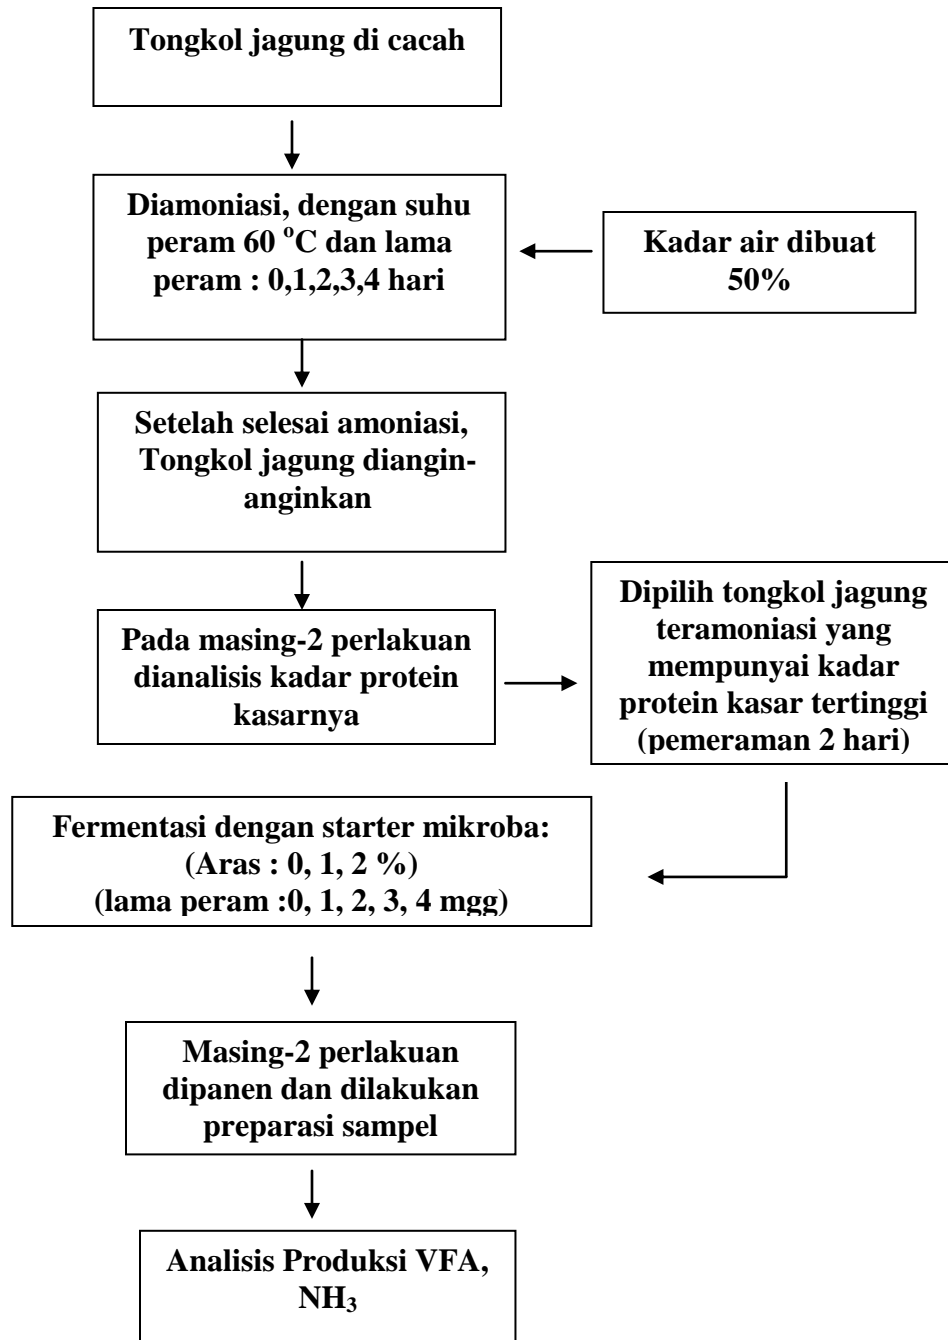 Tongkol jagung di cacah
Diamoniasi, dengan suhu
peram 60 °C dan lama
peram : 0,1,2,3,4 hari
Kadar air dibuat
50%
Setelah selesai amoniasi,
Tongkol jagung diangin-
anginkan
Pada masing-2 perlakuan
dianalisis kadar protein
kasarnya
Dipilih tongkol jagung
teramoniasi yang
mempunyai kadar
protein kasar tertinggi
(pemeraman 2 hari)
Fermentasi dengan starter mikroba:
(Aras : 0, 1, 2 %)
(lama peram :0, 1, 2, 3, 4 mgg)
Masing-2 perlakuan
dipanen dan dilakukan
preparasi sampel
Analisis Produksi VFA,
NH₃